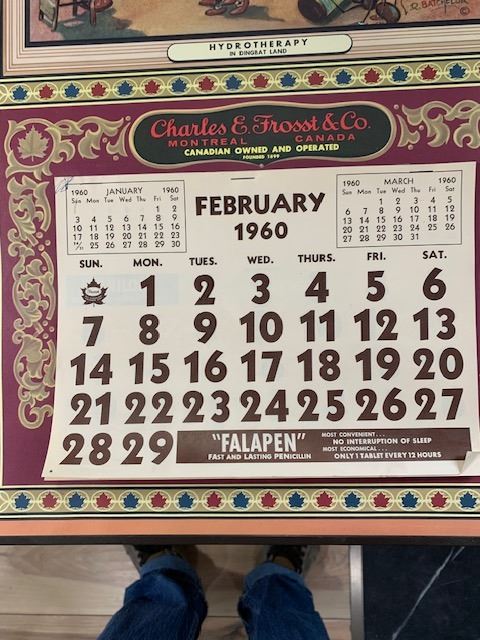 R. BATCHELOR ©
HYDROTHERAPY
IN DINGBAT LAND
Charles E. Frosst & Co.
MONTREAL CANADA
CANADIAN OWNED AND OPERATED
FOUNDED 1899
1960 JANUARY 1960
Sun Mon Tue Wed Thu Fri Sat
1 2
3 4 5 6 7 8 9
10 11 12 13 14 15 16
17 18 19 20 21 22 23
24/31 25 26 27 28 29 30
FEBRUARY
1960
1960 MARCH 1960
Sun Mon Tue Wed Thu Fri Sat
1 2 3 4 5
6 7 8 9 10 11 12
13 14 15 16 17 18 19
20 21 22 23 24 25 26
27 28 29 30 31
SUN. MON. TUES. WED. THURS. FRI. SAT.
1 2 3 4 5 6
7 8 9 10 11 12 13
14 15 16 17 18 19 20
21 22 23 24 25 26 27
28 29
"FALAPEN"
FAST AND LASTING PENICILLIN
MOST CONVENIENT...
NO INTERRUPTION OF SLEEP
MOST ECONOMICAL...
ONLY 1 TABLET EVERY 12 HOURS